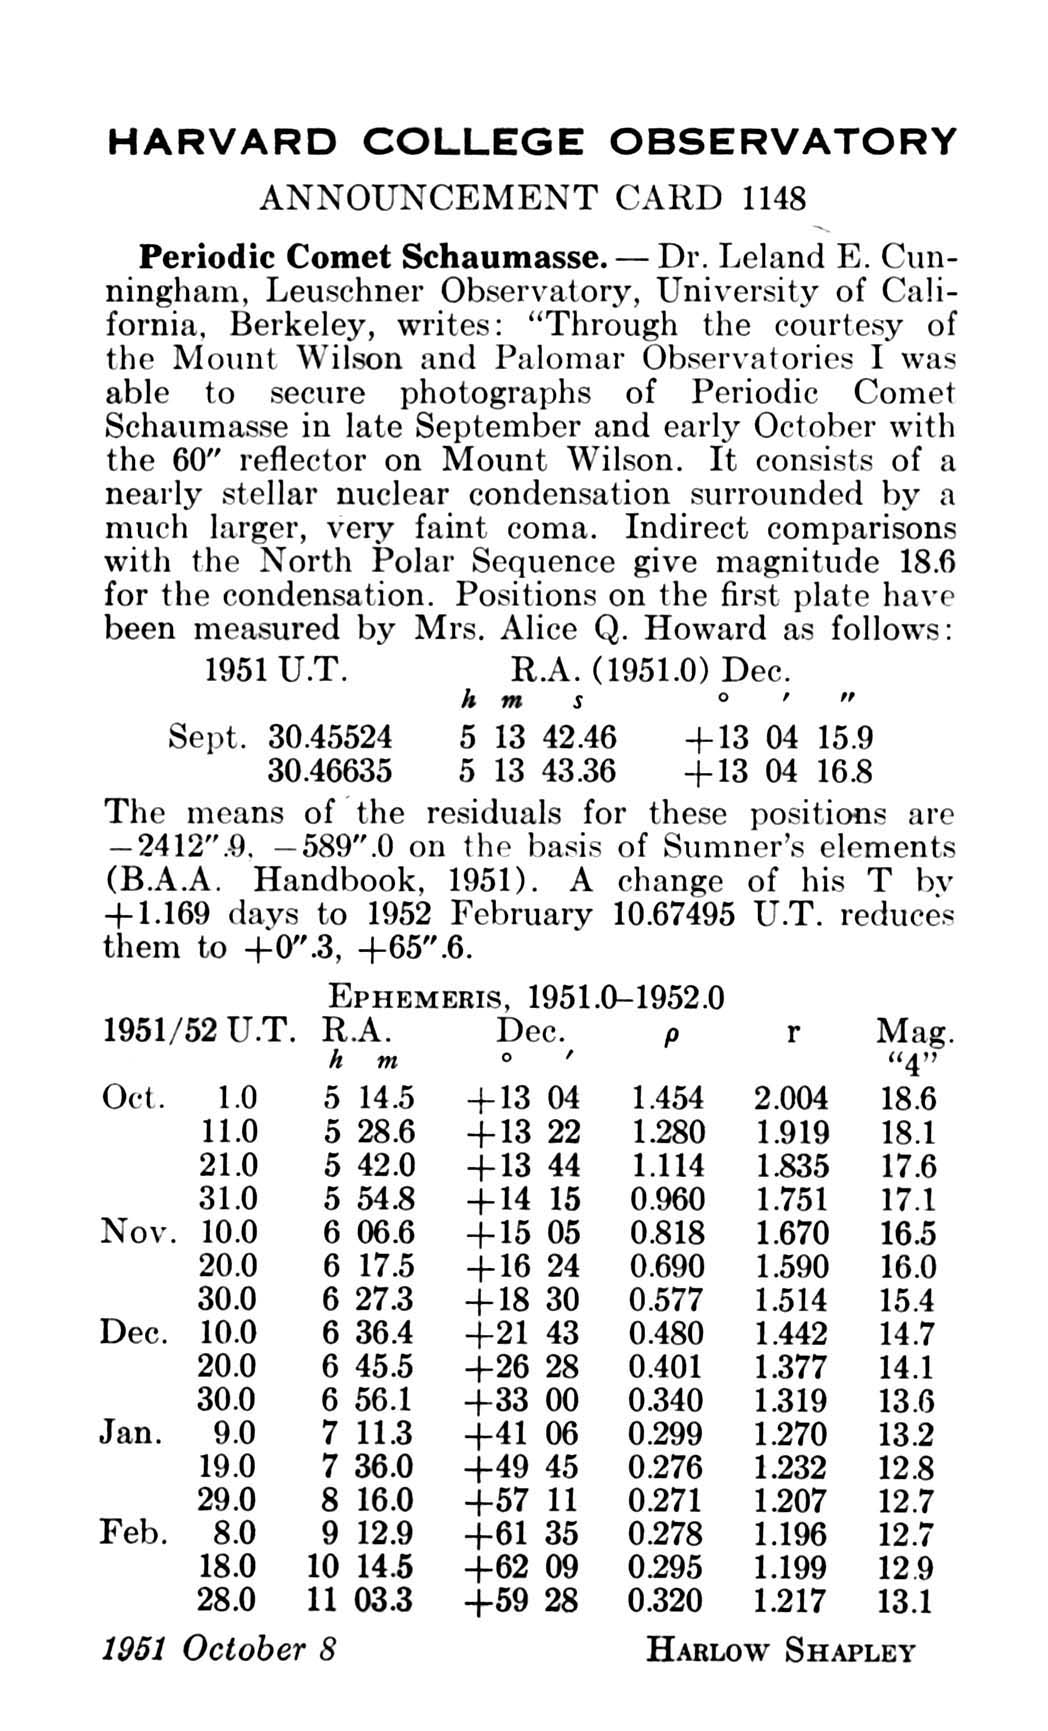 HARVARD COLLEGE OBSERVATORY
ANNOUNCEMENT CARD 1148
Periodic Comet Schaumasse. — Dr. Leland E. Cun-
ningham, Leuschner Observatory, University of Cali-
fornia, Berkeley, writes: “Through the courtesy of
the Mount Wilson and Palomar Observatories I was
able to secure photographs of Periodic Comet
Schaumasse in late September and early October with
the 60″ reflector on Mount Wilson. It consists of a
nearly stellar nuclear condensation surrounded by a
much larger, very faint coma. Indirect comparisons
with the North Polar Sequence give magnitude 18.6
for the condensation. Positions on the first plate have
been measured by Mrs. Alice Q. Howard as follows:
1951 U.T. R.A. (1951.0) Dec.
h m s ° ′ ″
Sept. 30.45524 5 13 42.46 +13 04 15.9
30.46635 5 13 43.36 +13 04 16.8
The means of the residuals for these positions are
−2412″.9, −589″.0 on the basis of Sumner's elements
(B.A.A. Handbook, 1951). A change of his T by
+1.169 days to 1952 February 10.67495 U.T. reduces
them to +0″.3, +65″.6.
EPHEMERIS, 1951.0–1952.0
1951/52 U.T. R.A. Dec. ρ r Mag.
h m ° ′ “4”
Oct. 1.0 5 14.5 +13 04 1.454 2.004 18.6
11.0 5 28.6 +13 22 1.280 1.919 18.1
21.0 5 42.0 +13 44 1.114 1.835 17.6
31.0 5 54.8 +14 15 0.960 1.751 17.1
Nov. 10.0 6 06.6 +15 05 0.818 1.670 16.5
20.0 6 17.5 +16 24 0.690 1.590 16.0
30.0 6 27.3 +18 30 0.577 1.514 15.4
Dec. 10.0 6 36.4 +21 43 0.480 1.442 14.7
20.0 6 45.5 +26 28 0.401 1.377 14.1
30.0 6 56.1 +33 00 0.340 1.319 13.6
Jan. 9.0 7 11.3 +41 06 0.299 1.270 13.2
19.0 7 36.0 +49 45 0.276 1.232 12.8
29.0 8 16.0 +57 11 0.271 1.207 12.7
Feb. 8.0 9 12.9 +61 35 0.278 1.196 12.7
18.0 10 14.5 +62 09 0.295 1.199 12.9
28.0 11 03.3 +59 28 0.320 1.217 13.1
1951 October 8 HARLOW SHAPLEY